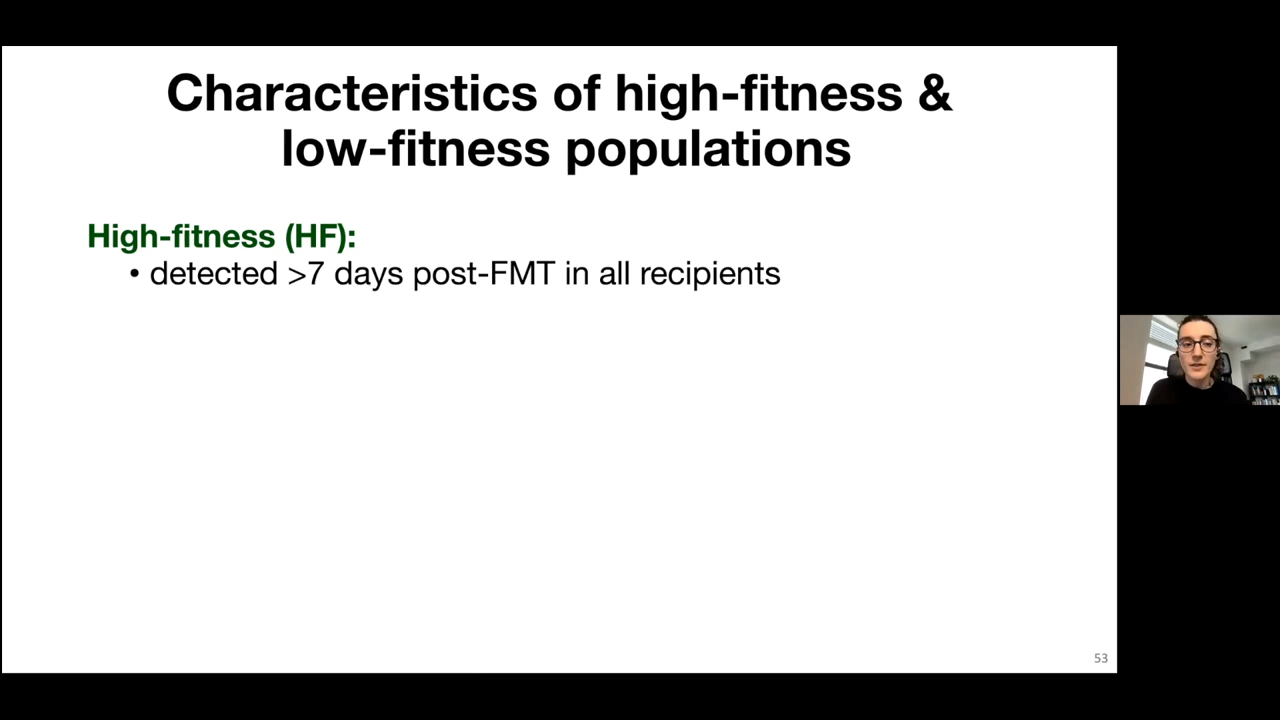 Characteristics of high-fitness &
low-fitness populations
High-fitness (HF):
• detected >7 days post-FMT in all recipients
53